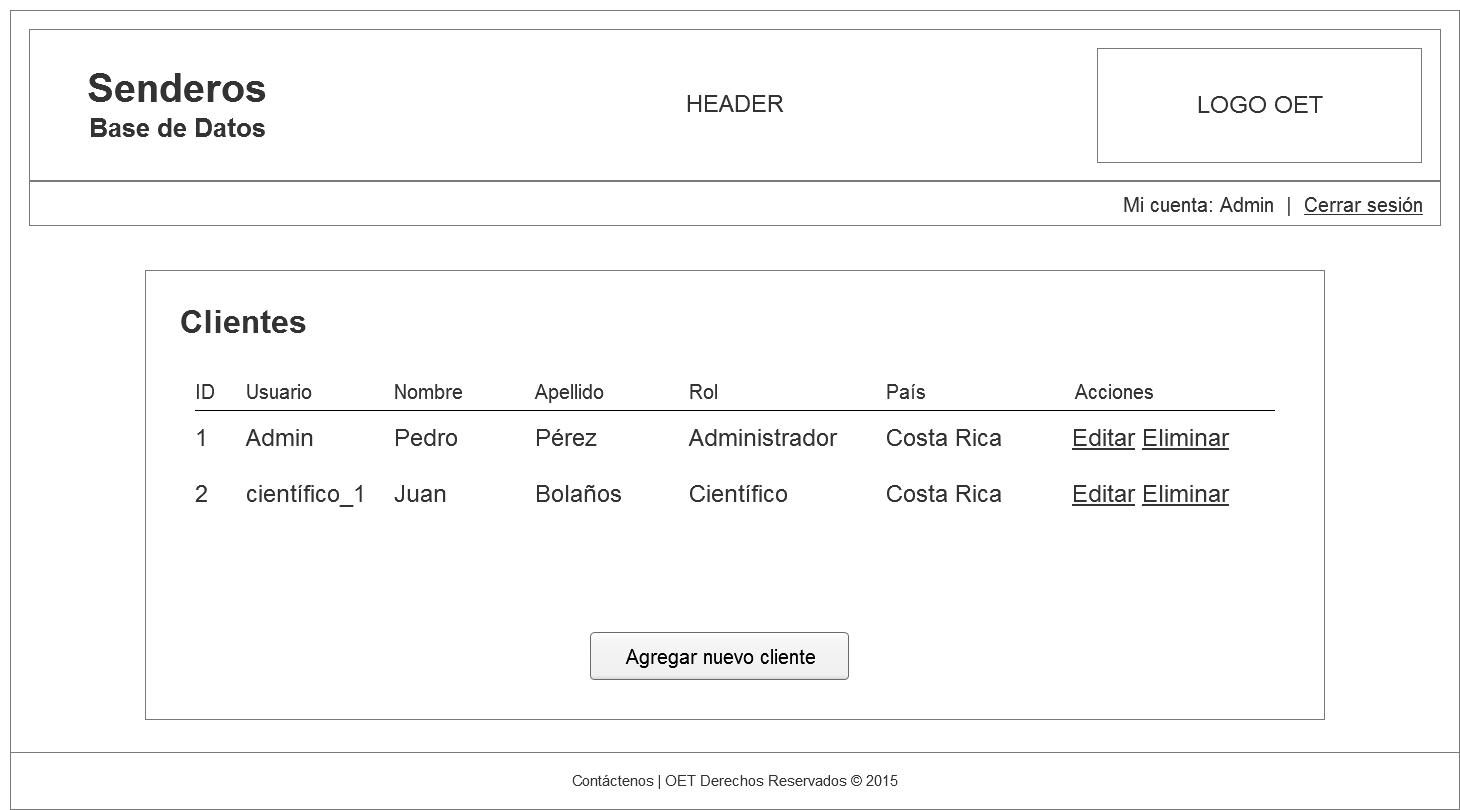 Senderos
Base de Datos
HEADER
LOGO OET
Mi cuenta: Admin | Cerrar sesión
Clientes
ID Usuario Nombre Apellido Rol País Acciones
1 Admin Pedro Pérez Administrador Costa Rica Editar Eliminar
2 científico_1 Juan Bolaños Científico Costa Rica Editar Eliminar
Agregar nuevo cliente
Contáctenos | OET Derechos Reservados © 2015